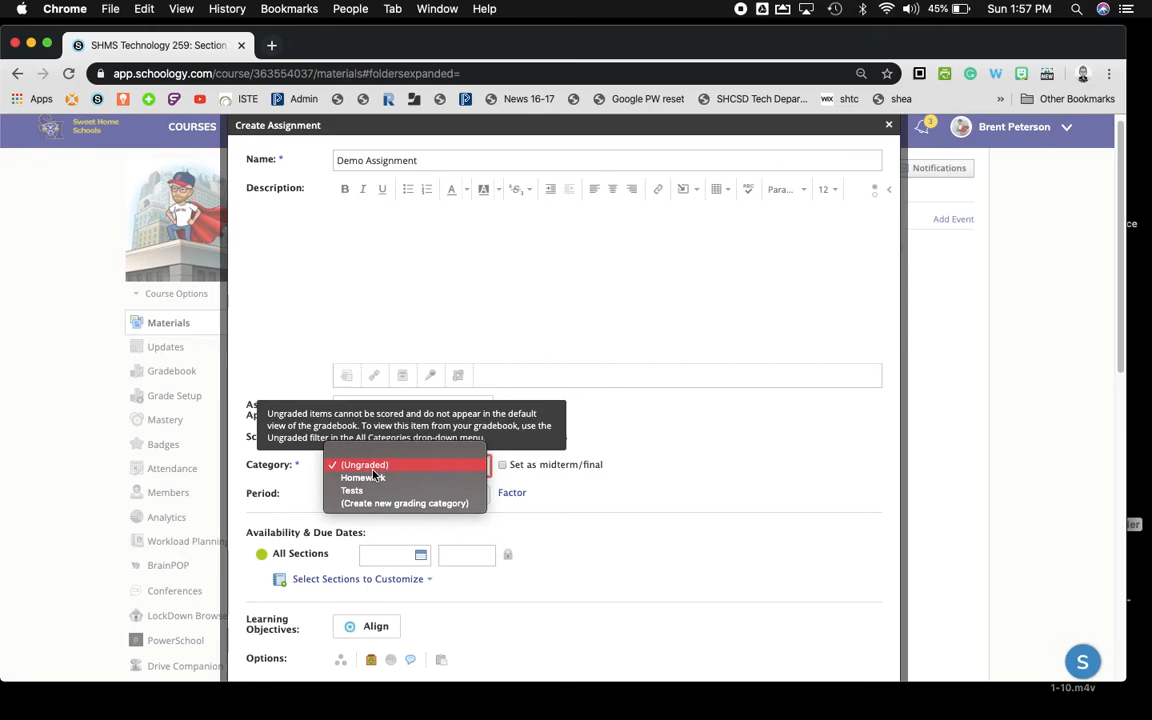 Chrome File Edit View History Bookmarks People Tab Window Help 45% Sun 1:57 PM
SHMS Technology 259: Section
app.schoology.com/course/363554037/materials#foldersexpanded=
Apps ISTE Admin News 16-17 Google PW reset SHCSD Tech Depar... WIX shtc shea » Other Bookmarks
Sweet Home
Schools
COURSES
Create Assignment
3
Brent Peterson
Name: *
Demo Assignment
Notifications
Description:
B I U Para... 12
Add Event
Course Options
Materials
Updates
Gradebook
Grade Setup
Mastery
Badges
Attendance
Members
Analytics
Workload Planning
BrainPOP
Conferences
LockDown Browse
PowerSchool
Drive Companion
Ungraded items cannot be scored and do not appear in the default
view of the gradebook. To view this item from your gradebook, use the
Ungraded filter in the All Categories drop-down menu.
Category: *
(Ungraded)
Homework
Tests
(Create new grading category)
Set as midterm/final
Period:
Factor
Availability & Due Dates:
All Sections
Select Sections to Customize
Learning
Objectives:
Align
Options:
S
1-10.m4v